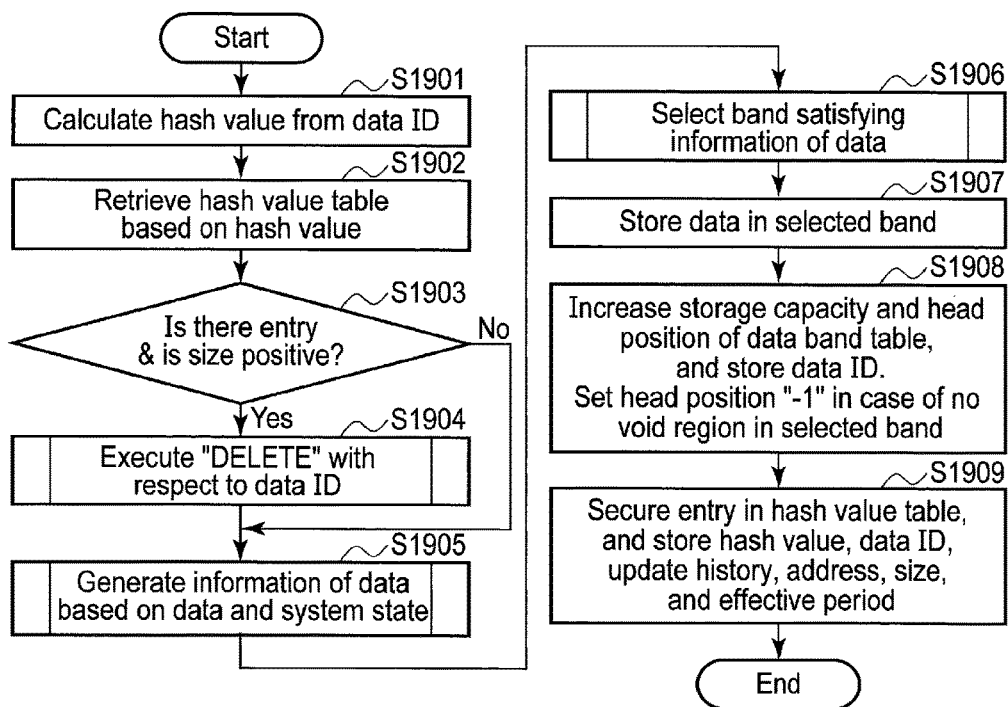 Start
S1901
Calculate hash value from data ID
S1902
Retrieve hash value table
based on hash value
S1903
Is there entry
& is size positive?
No
Yes
S1904
Execute "DELETE" with
respect to data ID
S1905
Generate information of data
based on data and system state
S1906
Select band satisfying
information of data
S1907
Store data in selected band
S1908
Increase storage capacity and head
position of data band table,
and store data ID.
Set head position "-1" in case of no
void region in selected band
S1909
Secure entry in hash value table,
and store hash value, data ID,
update history, address, size,
and effective period
End